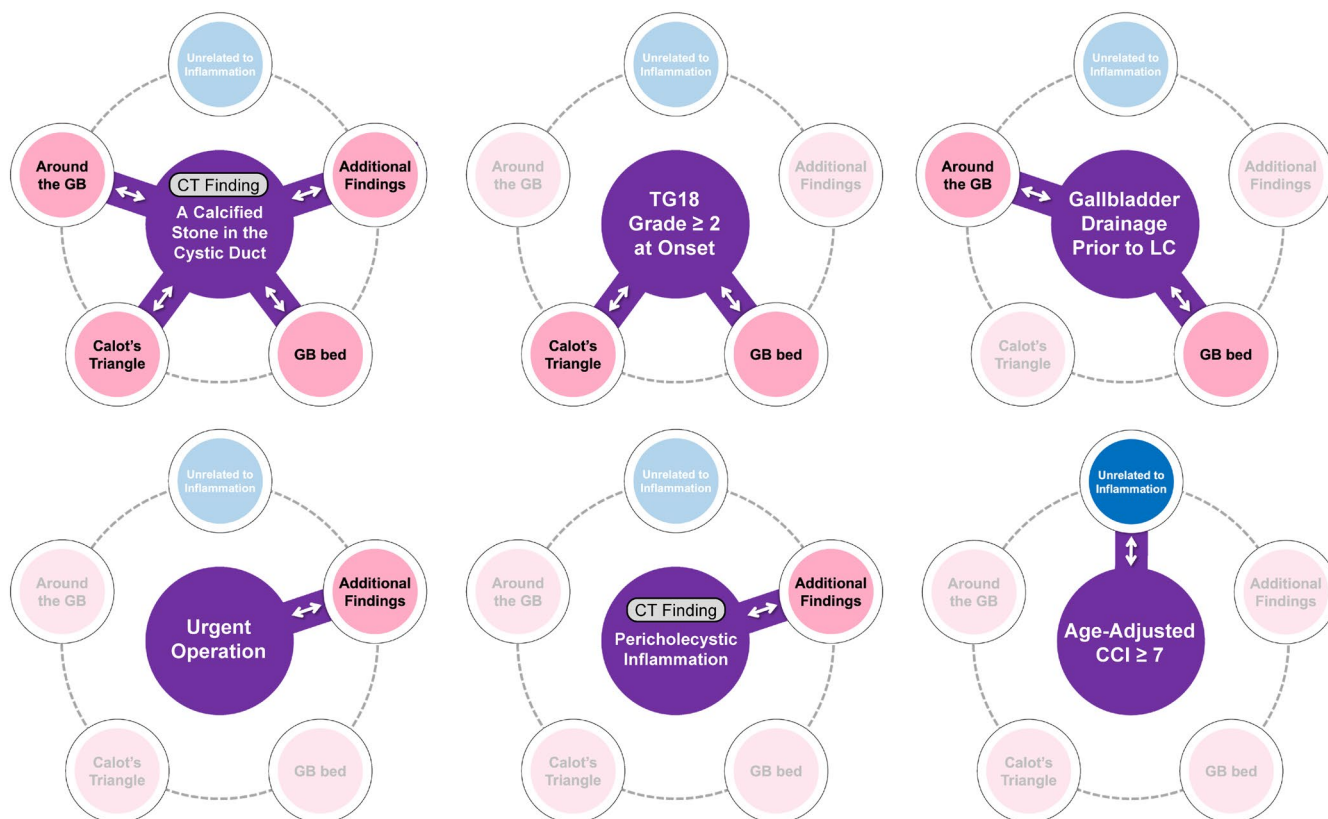 Unrelated to
Inflammation
Around
the GB
Additional
Findings
CT Finding
A Calcified
Stone in the
Cystic Duct
Calot's
Triangle
GB bed
Unrelated to
Inflammation
Around
the GB
Additional
Findings
TG18
Grade ≥ 2
at Onset
Calot's
Triangle
GB bed
Unrelated to
Inflammation
Around
the GB
Additional
Findings
Gallbladder
Drainage
Prior to LC
Calot's
Triangle
GB bed
Unrelated to
Inflammation
Around
the GB
Additional
Findings
Urgent
Operation
Calot's
Triangle
GB bed
Unrelated to
Inflammation
Around
the GB
Additional
Findings
CT Finding
Pericholecystic
Inflammation
Calot's
Triangle
GB bed
Unrelated to
Inflammation
Around
the GB
Additional
Findings
Age-Adjusted
CCI ≥ 7
Calot's
Triangle
GB bed